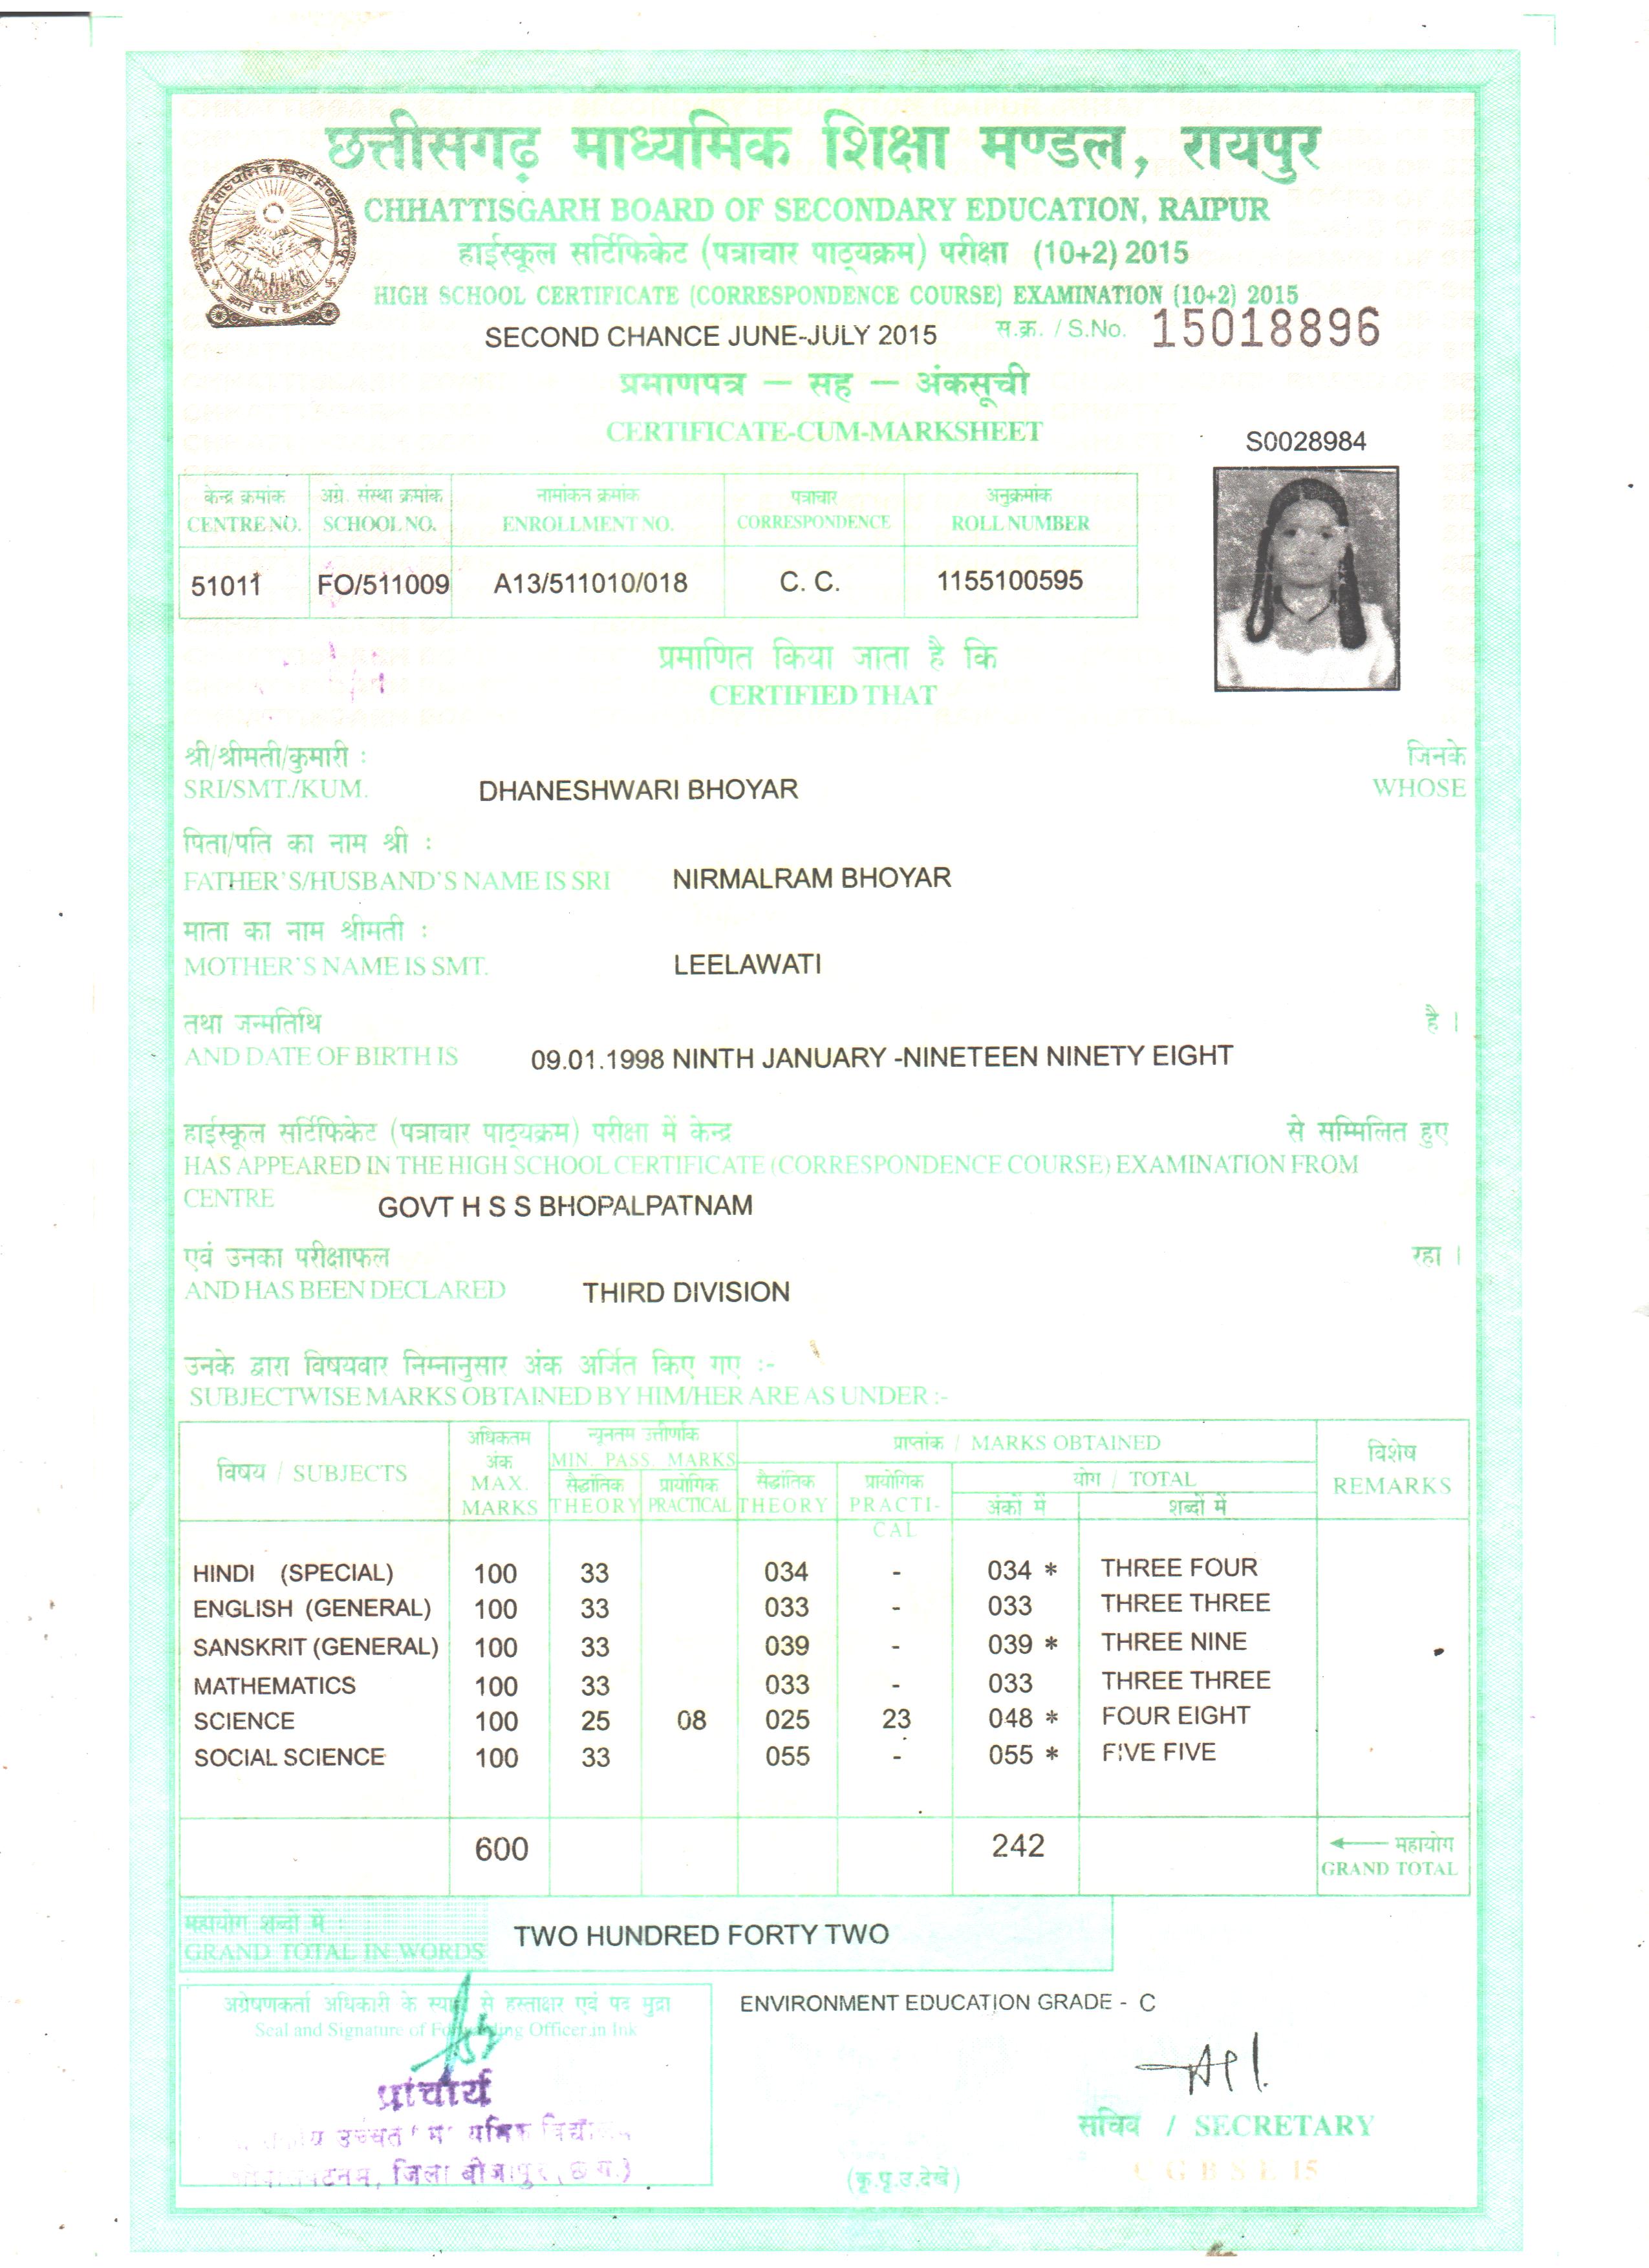 छत्तीसगढ़ माध्यमिक शिक्षा मण्डल, रायपुर
CHHATTISGARH BOARD OF SECONDARY EDUCATION, RAIPUR
हाईस्कूल सर्टिफिकेट (पत्राचार पाठ्यक्रम) परीक्षा (10+2) 2015
HIGH SCHOOL CERTIFICATE (CORRESPONDENCE COURSE) EXAMINATION (10+2) 2015
SECOND CHANCE JUNE-JULY 2015 स.क्र. / S.No. 15018896
प्रमाणपत्र — सह — अंकसूची
CERTIFICATE-CUM-MARKSHEET
S0028984
केन्द्र क्रमांक अग्रे. संस्था क्रमांक नामांकन क्रमांक पत्राचार अनुक्रमांक
CENTRE NO. SCHOOL NO. ENROLLMENT NO. CORRESPONDENCE ROLL NUMBER
51011 FO/511009 A13/511010/018 C. C. 1155100595
प्रमाणित किया जाता है कि
CERTIFIED THAT
श्री/श्रीमती/कुमारी : जिनके
SRI/SMT./KUM. DHANESHWARI BHOYAR WHOSE
पिता/पति का नाम श्री :
FATHER'S/HUSBAND'S NAME IS SRI NIRMALRAM BHOYAR
माता का नाम श्रीमती :
MOTHER'S NAME IS SMT. LEELAWATI
तथा जन्मतिथि है ।
AND DATE OF BIRTH IS 09.01.1998 NINTH JANUARY -NINETEEN NINETY EIGHT
हाईस्कूल सर्टिफिकेट (पत्राचार पाठ्यक्रम) परीक्षा में केन्द्र से सम्मिलित हुए
HAS APPEARED IN THE HIGH SCHOOL CERTIFICATE (CORRESPONDENCE COURSE) EXAMINATION FROM
CENTRE GOVT H S S BHOPALPATNAM
एवं उनका परीक्षाफल रहा ।
AND HAS BEEN DECLARED THIRD DIVISION
उनके द्वारा विषयवार निम्नानुसार अंक अर्जित किए गए :-
SUBJECTWISE MARKS OBTAINED BY HIM/HER ARE AS UNDER :-
विषय / SUBJECTS अधिकतम अंक MAX. MARKS न्यूनतम उत्तीर्णांक MIN. PASS MARKS प्राप्तांक / MARKS OBTAINED विशेष REMARKS
सैद्धांतिक THEORY प्रायोगिक PRACTICAL सैद्धांतिक THEORY प्रायोगिक PRACTI-CAL योग / TOTAL
अंकों में शब्दों में
HINDI (SPECIAL) 100 33 034 - 034 * THREE FOUR
ENGLISH (GENERAL) 100 33 033 - 033 THREE THREE
SANSKRIT (GENERAL) 100 33 039 - 039 * THREE NINE
MATHEMATICS 100 33 033 - 033 THREE THREE
SCIENCE 100 25 08 025 23 048 * FOUR EIGHT
SOCIAL SCIENCE 100 33 055 - 055 * FIVE FIVE
600 242 महायोग
GRAND TOTAL
महायोग शब्दों में :
GRAND TOTAL IN WORDS TWO HUNDRED FORTY TWO
अग्रेषणकर्ता अधिकारी के स्याही से हस्ताक्षर एवं पद मुद्रा
Seal and Signature of Forwarding Officer in Ink
ENVIRONMENT EDUCATION GRADE - C
प्राचार्य
जिला बीजापुर (छ.ग.)
सचिव / SECRETARY
(कृ.पृ.उ.देखें)